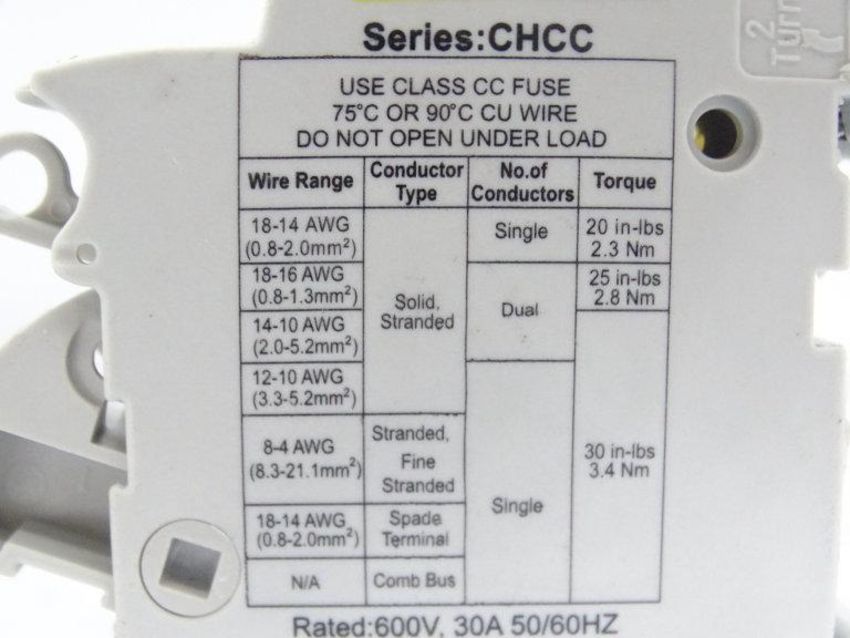 Series:CHCC
2
Turn
USE CLASS CC FUSE
75°C OR 90°C CU WIRE
DO NOT OPEN UNDER LOAD
Wire Range Conductor Type No.of Conductors Torque
18-14 AWG Single 20 in-lbs
(0.8-2.0mm²) 2.3 Nm
18-16 AWG 25 in-lbs
(0.8-1.3mm²) Solid, Dual 2.8 Nm
14-10 AWG Stranded
(2.0-5.2mm²)
12-10 AWG
(3.3-5.2mm²)
8-4 AWG Stranded, 30 in-lbs
(8.3-21.1mm²) Fine 3.4 Nm
Stranded
18-14 AWG Spade Single
(0.8-2.0mm²) Terminal
N/A Comb Bus
Rated:600V, 30A 50/60HZ